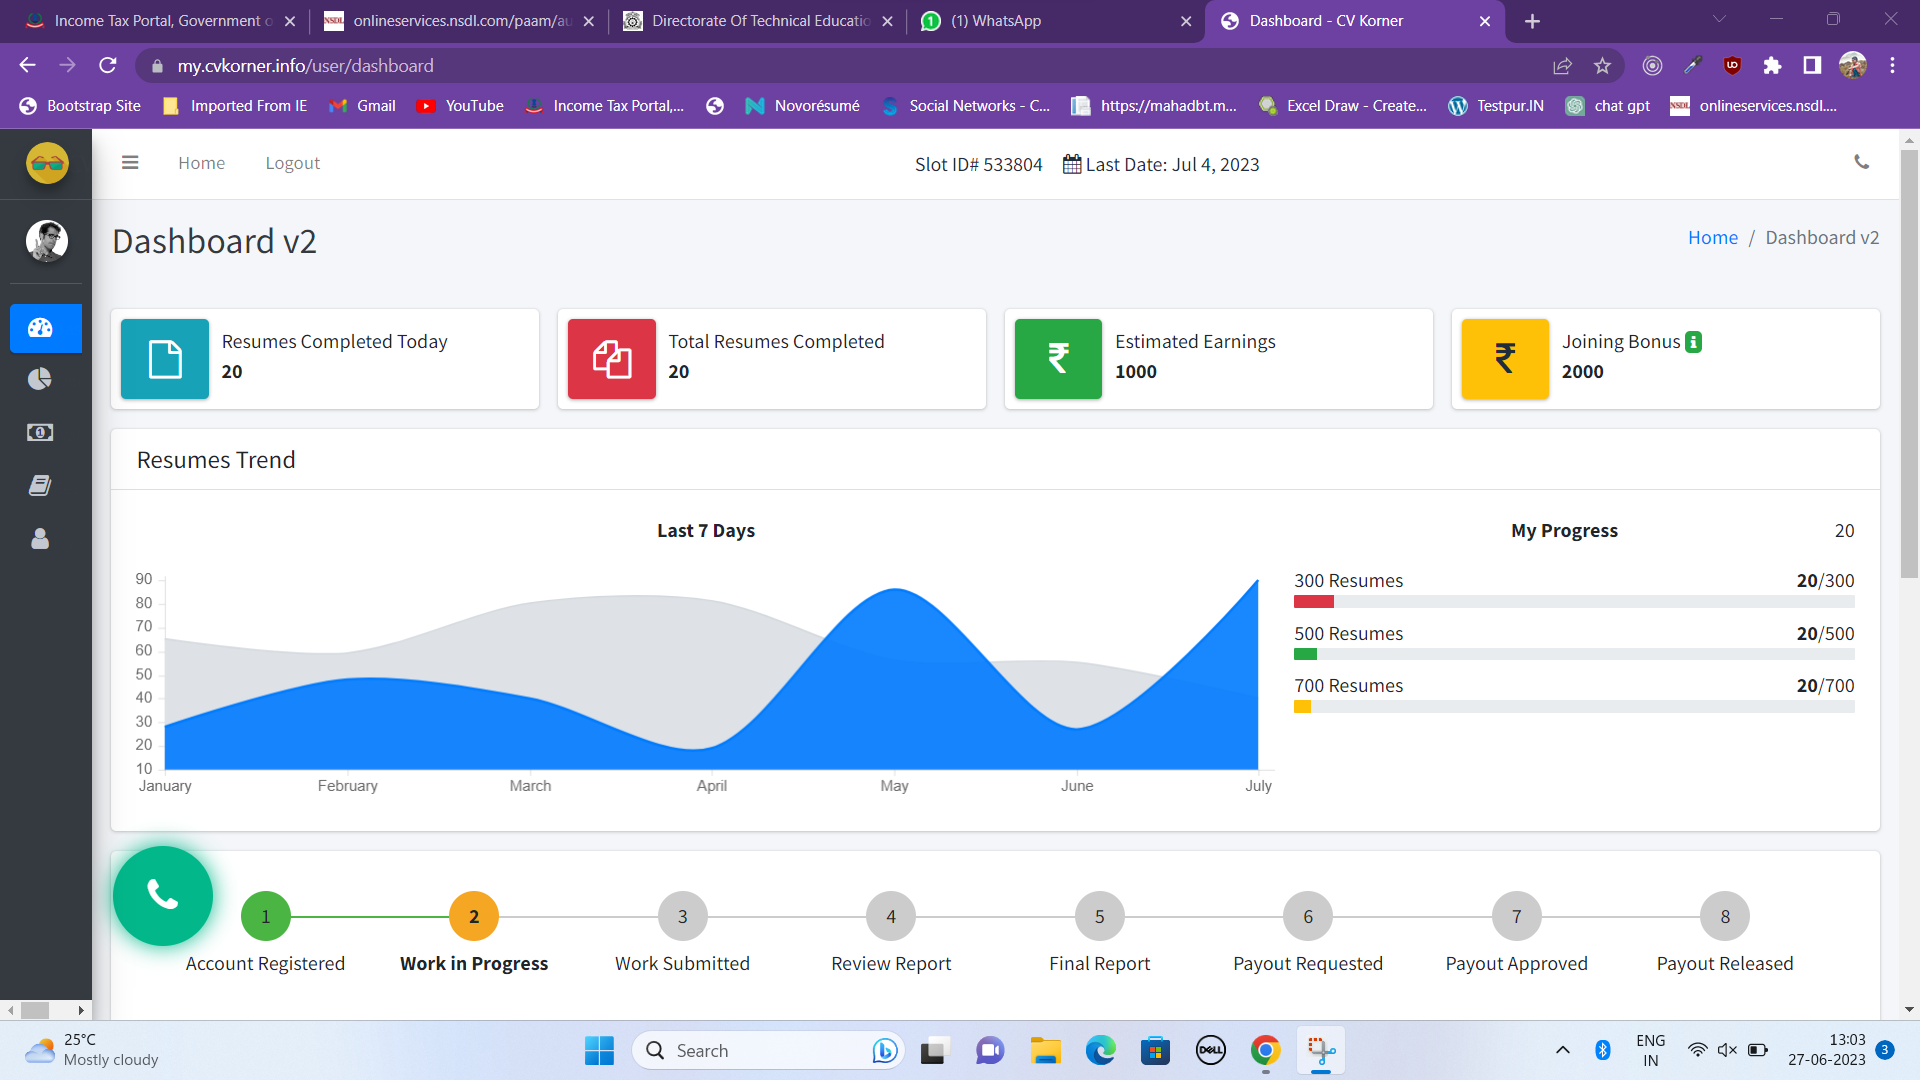 Income Tax Portal, Government o
onlineservices.nsdl.com/paam/au
Directorate Of Technical Educatio
(1) WhatsApp
Dashboard - CV Korner
my.cvkorner.info/user/dashboard
Bootstrap Site
Imported From IE
Gmail
YouTube
Income Tax Portal,...
Novorésumé
Social Networks - C...
https://mahadbt.m...
Excel Draw - Create...
Testpur.IN
chat gpt
onlineservices.nsdl....
Home
Logout
Slot ID# 533804
Last Date: Jul 4, 2023
Dashboard v2
Home / Dashboard v2
Resumes Completed Today
20
Total Resumes Completed
20
₹
Estimated Earnings
1000
₹
Joining Bonus i
2000
Resumes Trend
Last 7 Days
90
80
70
60
50
40
30
20
10
January February March April May June July
My Progress 20
300 Resumes 20/300
500 Resumes 20/500
700 Resumes 20/700
1 2 3 4 5 6 7 8
Account Registered Work in Progress Work Submitted Review Report Final Report Payout Requested Payout Approved Payout Released
25°C
Mostly cloudy
Search
DELL
ENG
IN
13:03
27-06-2023
3